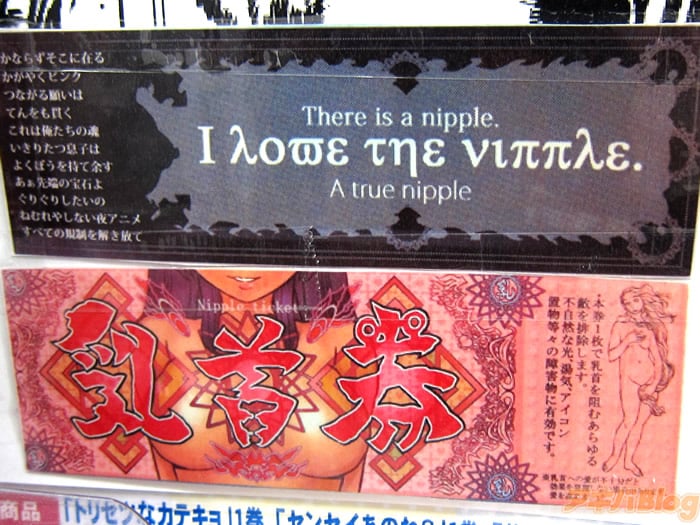 かならずそこに在る
かがやくピンク
つながる願いは
てんをも貫く
これは俺たちの魂
いきりたつ息子は
よくぼうを持て余す
あぁ先端の宝石よ
ぐりぐりしたいの
ねむれやしない夜アニメ
すべての規制を解き放て
There is a nipple.
I λοωε τηε νιππλε.
A true nipple
Nipple ticket
乳首券
乳
乳
本券1枚で乳首を阻むあらゆる
敵を排除します。
不自然な光、湯気、アイコン
置物等々の障害物に有効です。
商品
「トリセツなカテキョ」1巻、
アキバBlog